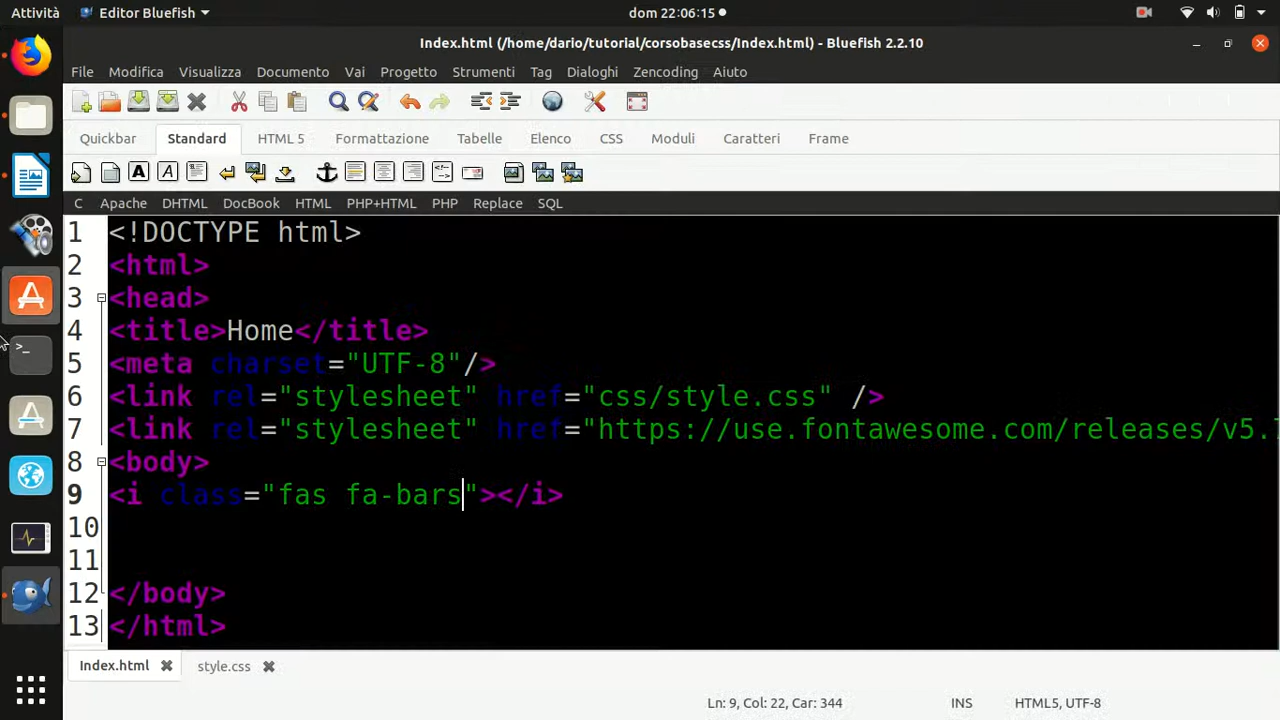 Attività Editor Bluefish dom 22:06:15
Index.html (/home/dario/tutorial/corsobasecss/Index.html) - Bluefish 2.2.10
File Modifica Visualizza Documento Vai Progetto Strumenti Tag Dialoghi Encoding Aiuto
Quickbar Standard HTML 5 Formattazione Tabelle Elenco CSS Moduli Caratteri Frame
C Apache DHTML DocBook HTML PHP+HTML PHP Replace SQL
1 <!DOCTYPE html>
2 <html>
3 <head>
4 <title>Home</title>
5 <meta charset="UTF-8"/>
6 <link rel="stylesheet" href="css/style.css" />
7 <link rel="stylesheet" href="https://use.fontawesome.com/releases/v5.
8 <body>
9 <i class="fas fa-bars"></i>
10
11
12 </body>
13 </html>
Index.html style.css
Ln: 9, Col: 22, Car: 344 INS HTML5, UTF-8